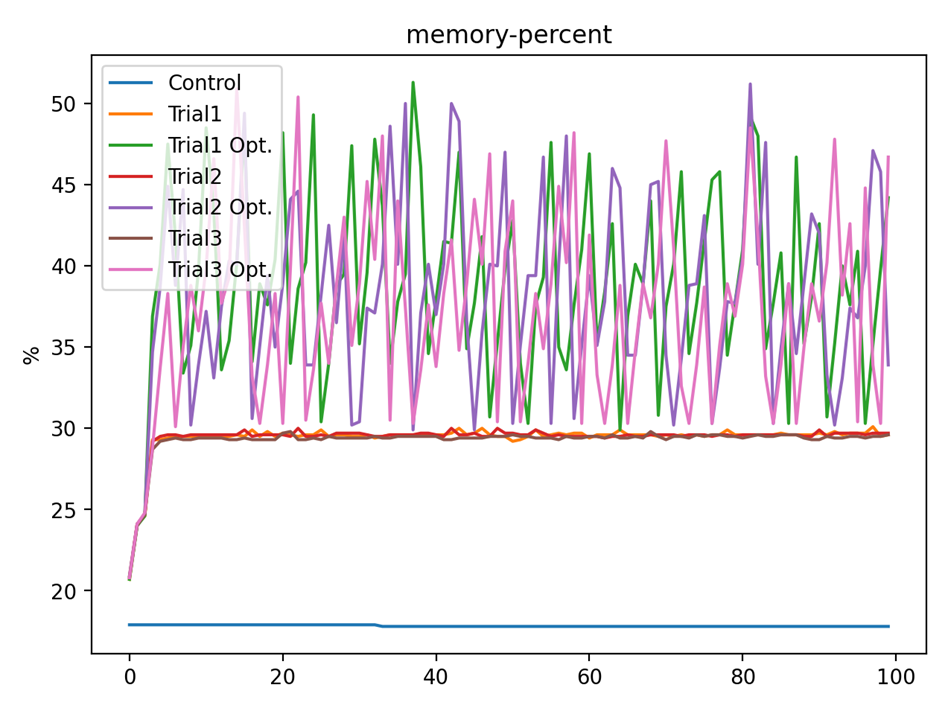 memory-percent
Control
Trial1
Trial1 Opt.
Trial2
Trial2 Opt.
Trial3
Trial3 Opt.
%
50
45
40
35
30
25
20
0 20 40 60 80 100